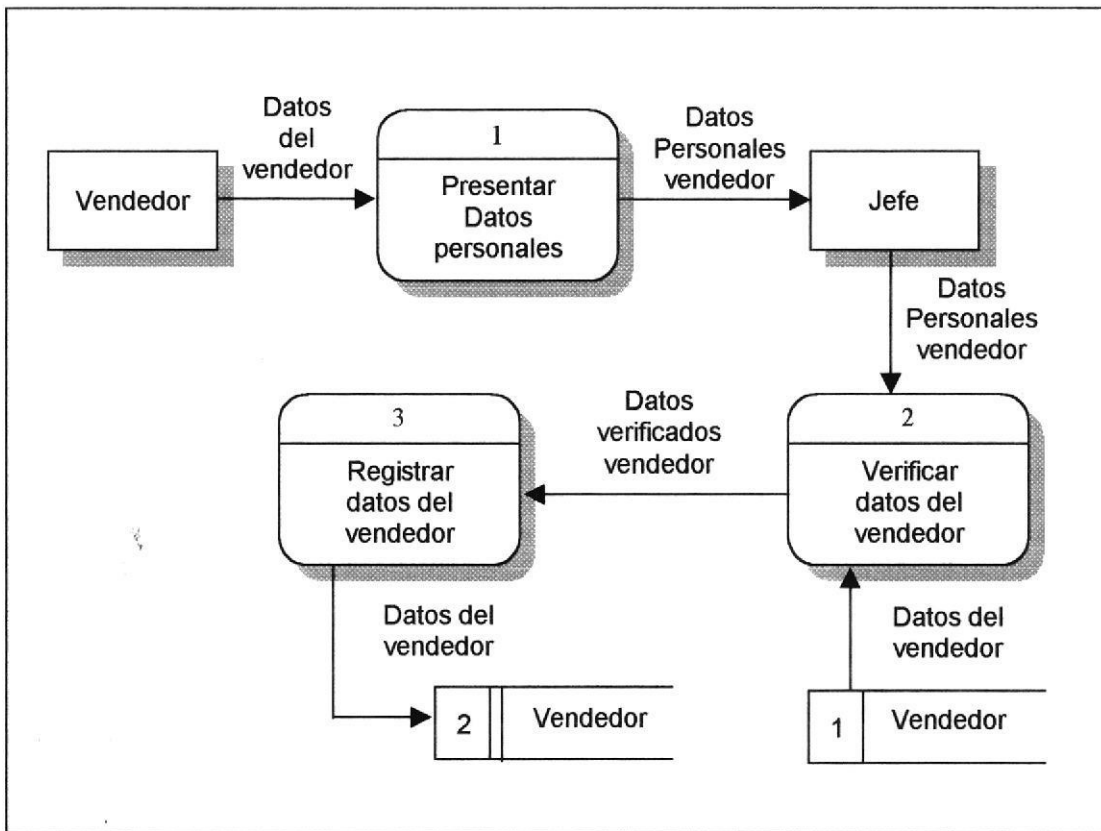 Vendedor
Datos
del
vendedor
1
Presentar
Datos
personales
Datos
Personales
vendedor
Jefe
Datos
Personales
vendedor
2
Verificar
datos del
vendedor
Datos
verificados
vendedor
3
Registrar
datos del
vendedor
Datos del
vendedor
2 Vendedor
Datos del
vendedor
1 Vendedor